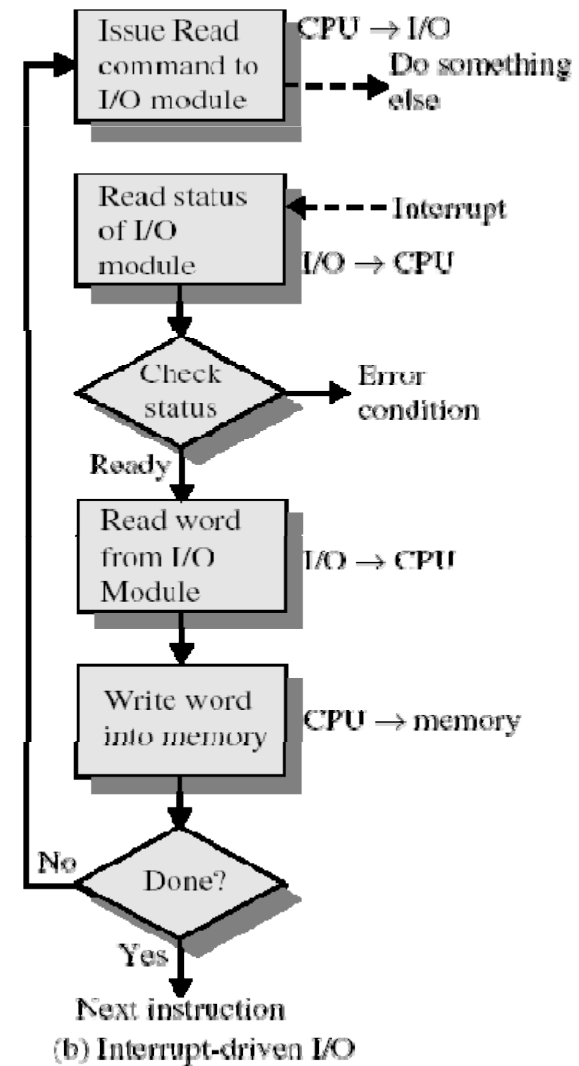 Issue Read
command to
I/O module
CPU → I/O
Do something
else
Read status
of I/O
module
Interrupt
I/O → CPU
Check
status
Error
condition
Ready
Read word
from I/O
Module
I/O → CPU
Write word
into memory
CPU → memory
No
Done?
Yes
Next instruction
(b) Interrupt-driven I/O